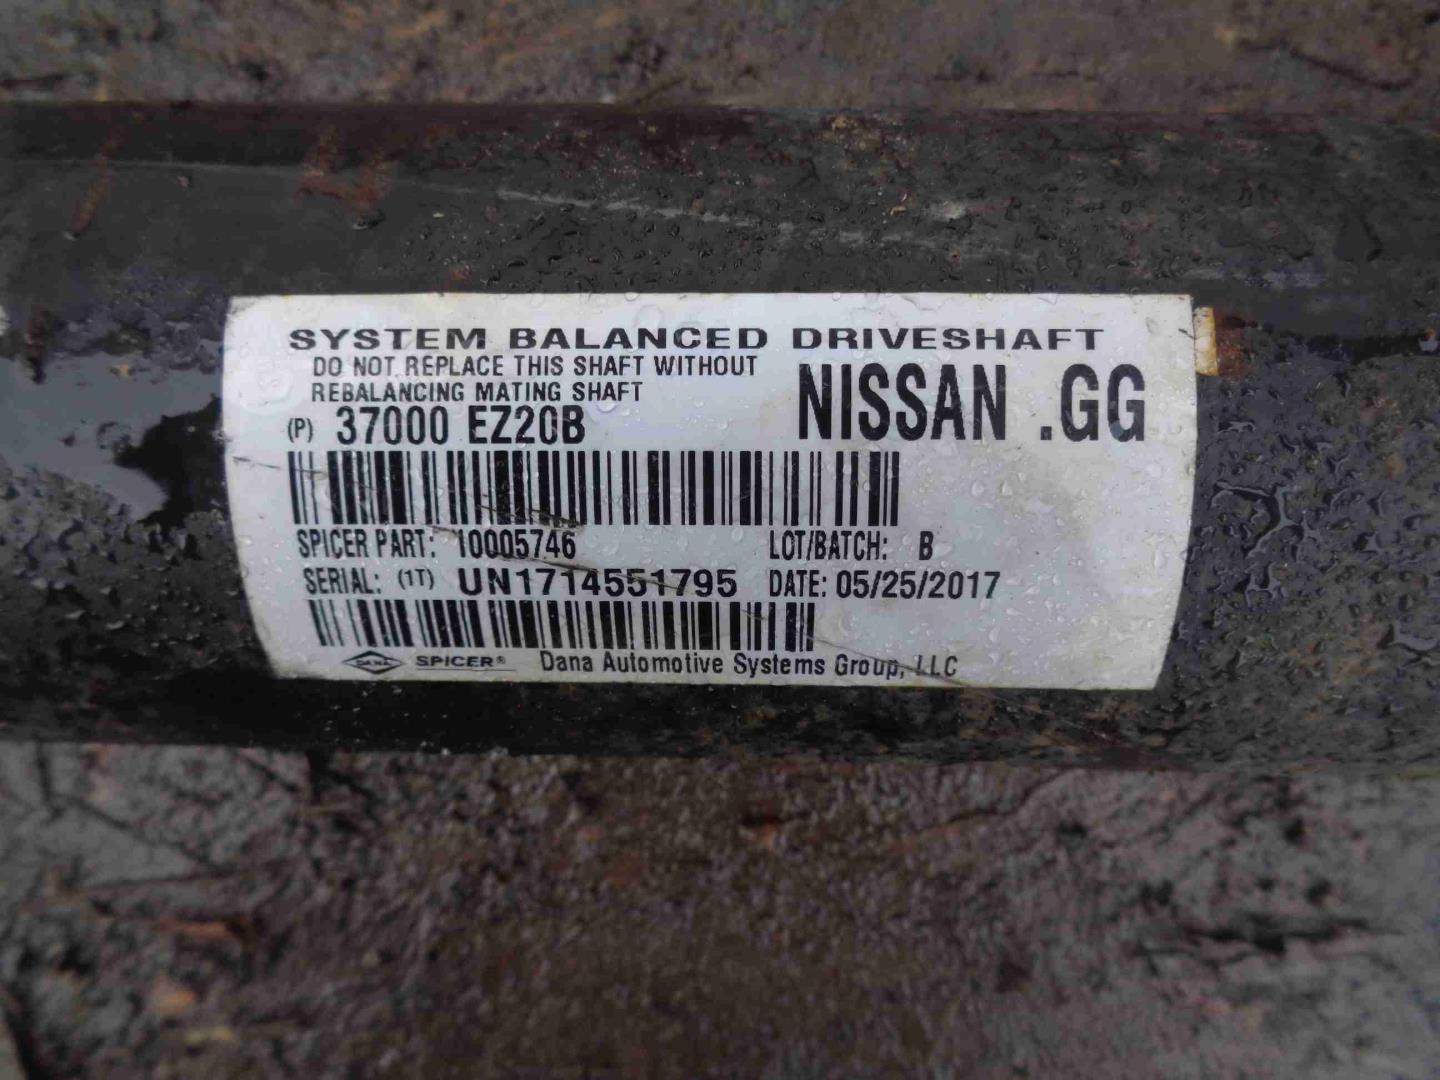 SYSTEM BALANCED DRIVESHAFT
DO NOT REPLACE THIS SHAFT WITHOUT
REBALANCING MATING SHAFT
NISSAN .GG
(P) 37000 EZ20B
SPICER PART: 10005746 LOT/BATCH: B
SERIAL: (1T) UN1714551795 DATE: 05/25/2017
DANA SPICER® Dana Automotive Systems Group, LLC